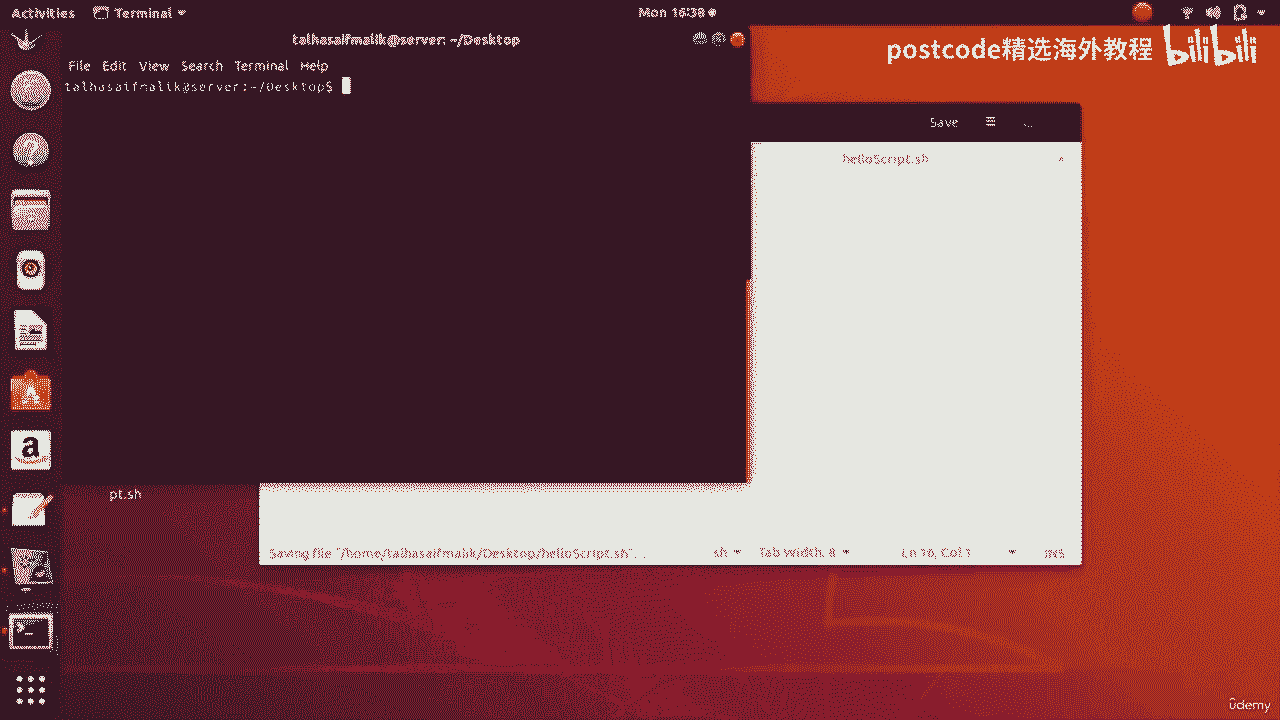 Activities Terminal Mon 16:38
postcode精选海外教程 bilibili
talhasaifmalik@server: ~/Desktop
File Edit View Search Terminal Help
talhasaifmalik@server:~/Desktop$
Save
helloScript.sh
pt.sh
Saving file "/home/talhasaifmalik/Desktop/helloScript.sh"... sh Tab Width: 8 Ln 16, Col 1 INS
udemy